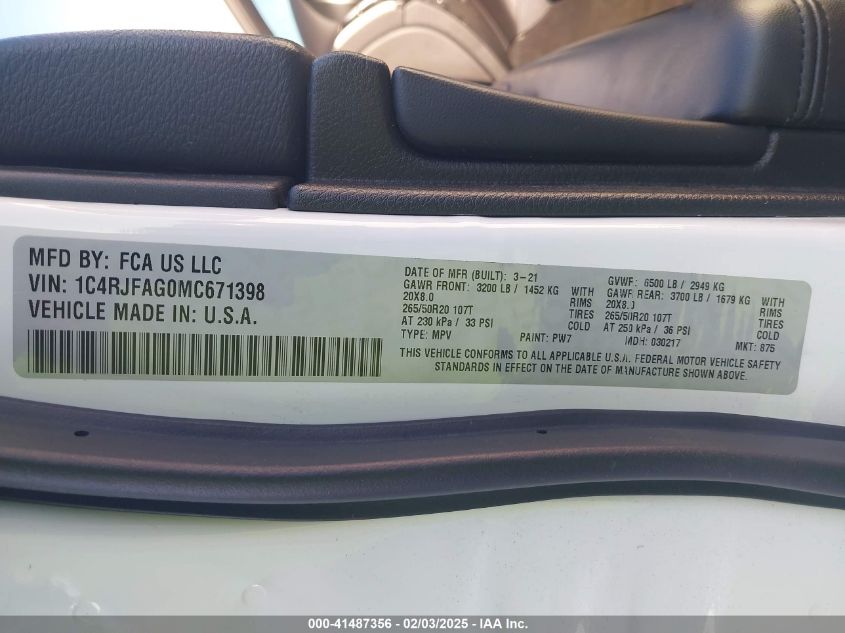 MFD BY: FCA US LLC
VIN: 1C4RJFAG0MC671398
VEHICLE MADE IN: U.S.A.
DATE OF MFR (BUILT): 3-21 GVWF: 6500 LB / 2949 KG
GAWR FRONT: 3200 LB / 1452 KG WITH GAWR REAR: 3700 LB / 1679 KG WITH
20X8.0 RIMS 20X8.0 RIMS
265/50R20 107T TIRES 265/50R20 107T TIRES
AT 230 kPa / 33 PSI COLD AT 250 kPa / 36 PSI COLD
TYPE: MPV PAINT: PW7 MDH: 030217 MKT: 875
THIS VEHICLE CONFORMS TO ALL APPLICABLE U.S.A. FEDERAL MOTOR VEHICLE SAFETY
STANDARDS IN EFFECT ON THE DATE OF MANUFACTURE SHOWN ABOVE.
000-41487356 - 02/03/2025 - IAA Inc.